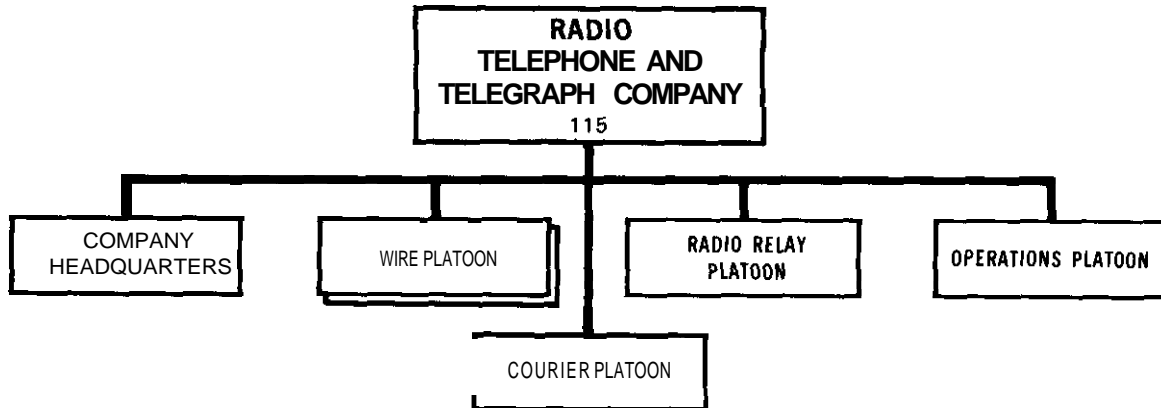 RADIO
TELEPHONE AND
TELEGRAPH COMPANY
115
COMPANY
HEADQUARTERS
WIRE PLATOON
RADIO RELAY
PLATOON
OPERATIONS PLATOON
COURIER PLATOON